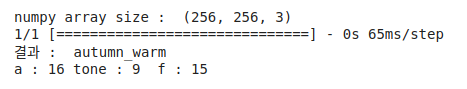 numpy array size :  (256, 256, 3)
1/1 [==============================] - 0s 65ms/step
결과 :  autumn_warm
a : 16 tone : 9  f : 15